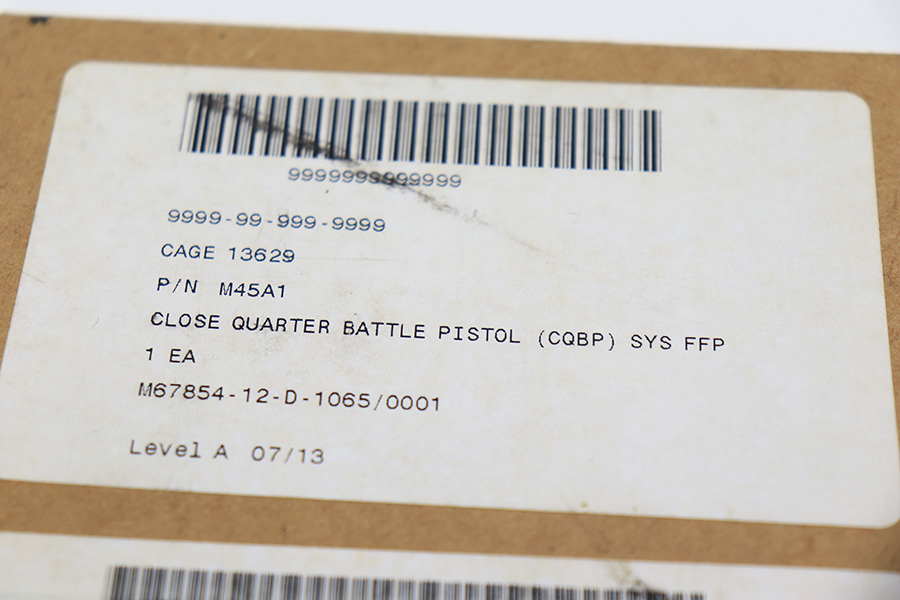 9999999999999
9999-99-999-9999
CAGE 13629
P/N M45A1
CLOSE QUARTER BATTLE PISTOL (CQBP) SYS FFP
1 EA
M67854-12-D-1065/0001
Level A 07/13